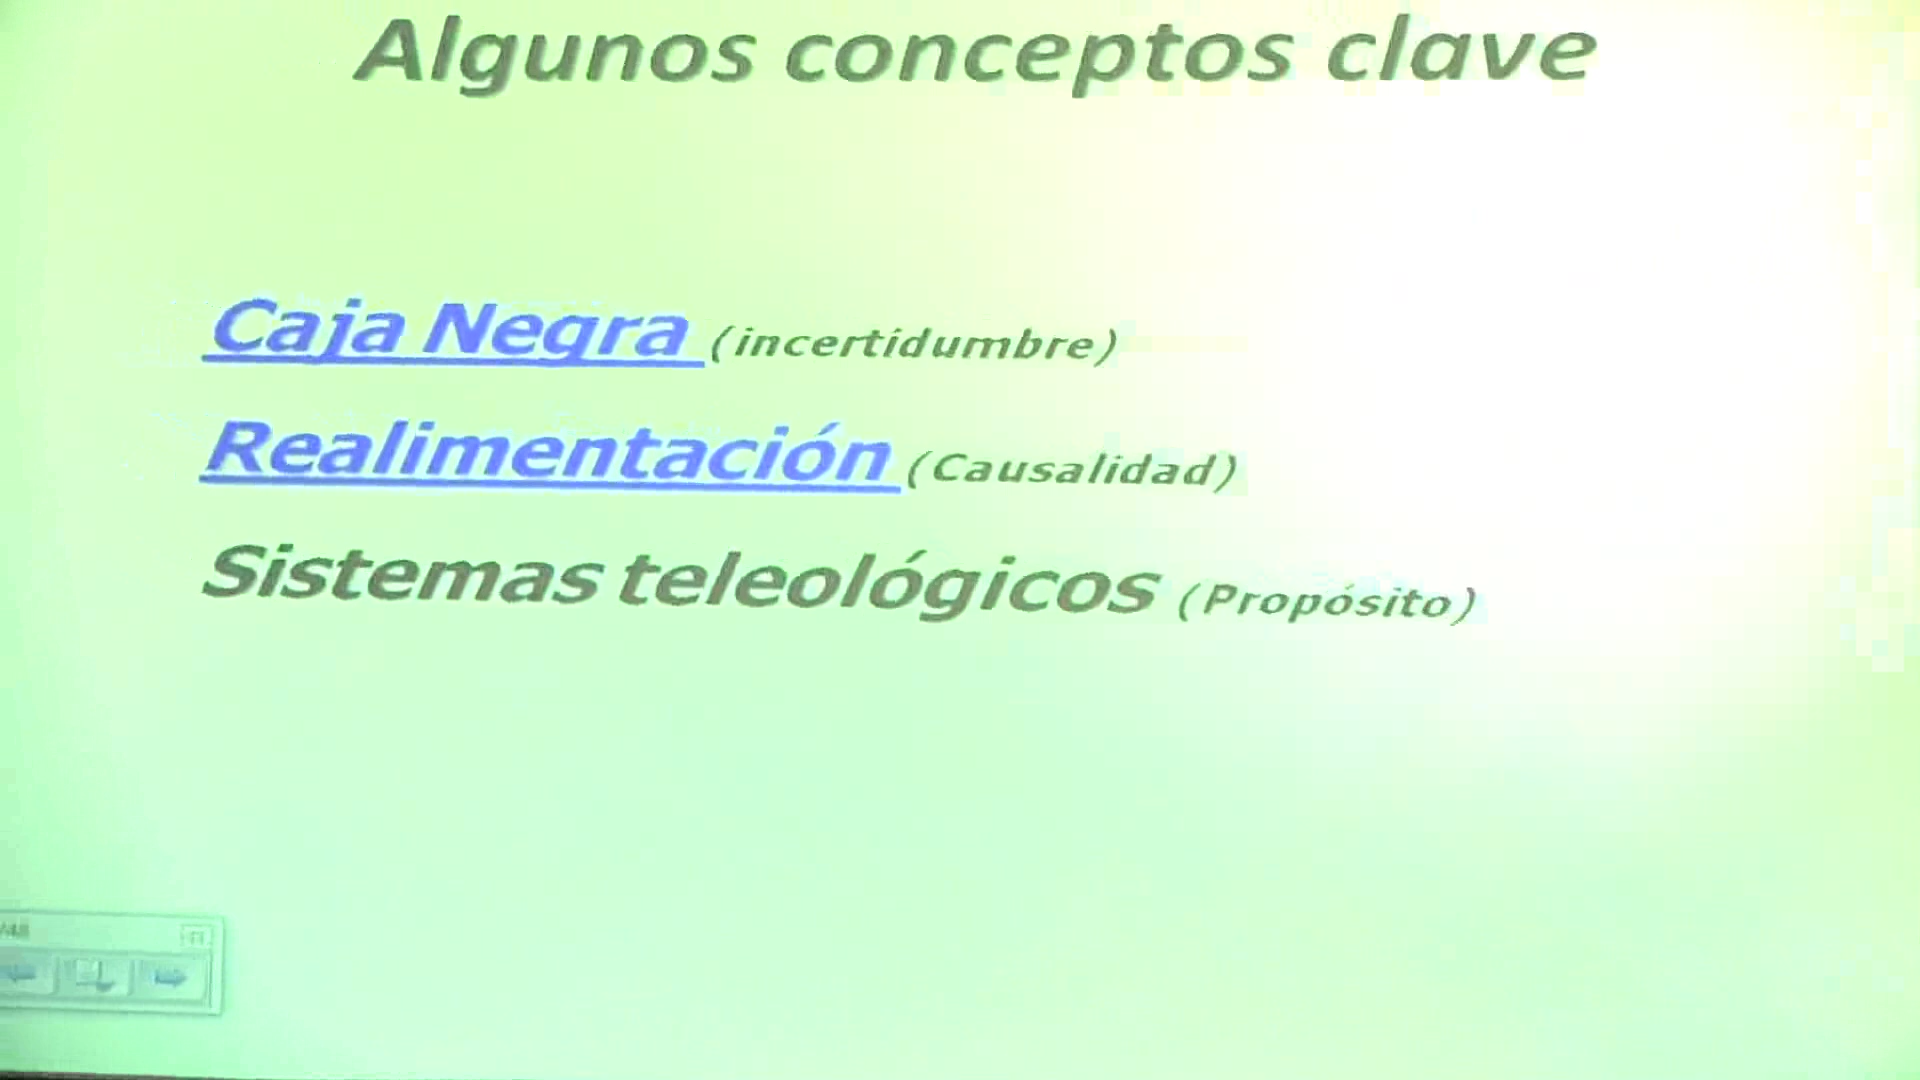 Algunos conceptos clave
Caja Negra (incertidumbre)
Realimentación (Causalidad)
Sistemas teleológicos (Propósito)